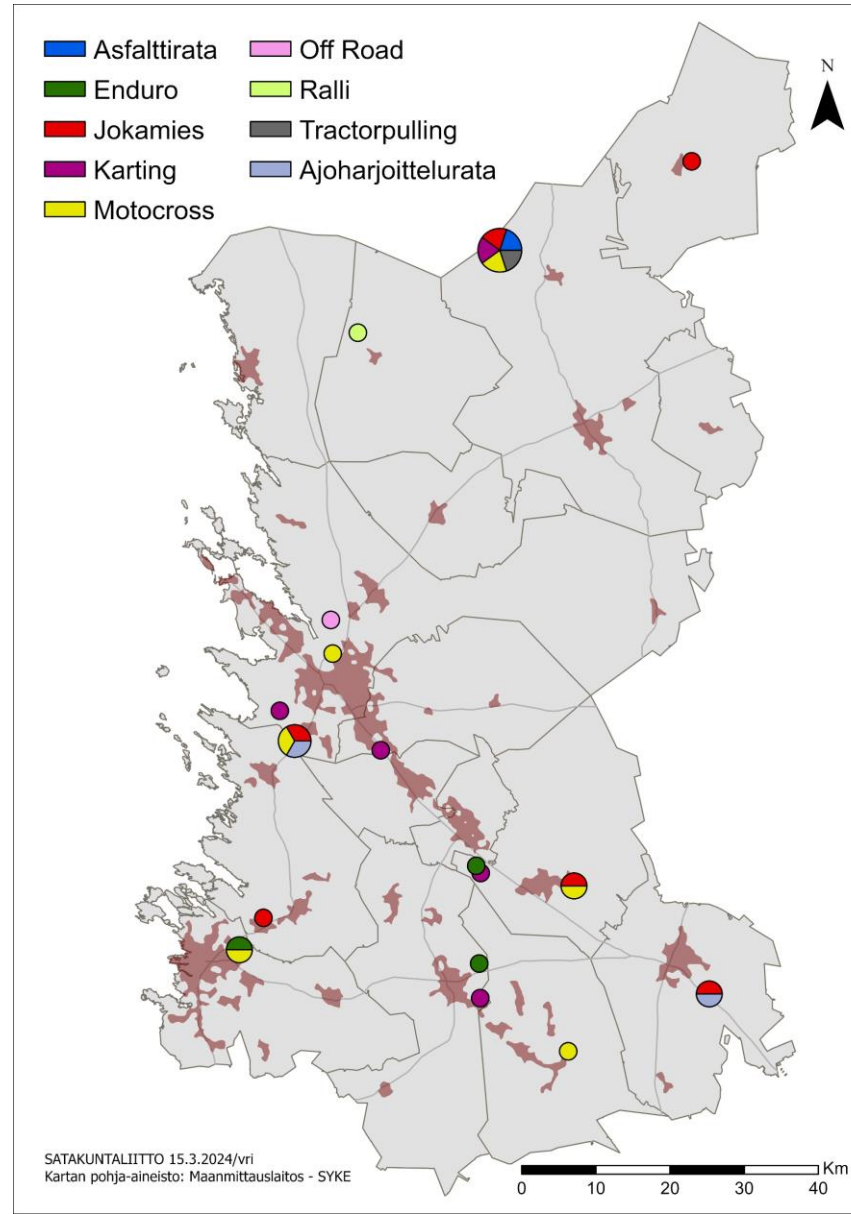 Asfalttirata
Enduro
Jokamies
Karting
Motocross
Off Road
Ralli
Tractorpulling
Ajoharjoittelurata
N
SATAKUNTALIITTO 15.3.2024/vri
Kartan pohja-aineisto: Maanmittauslaitos - SYKE
Km
0 10 20 30 40